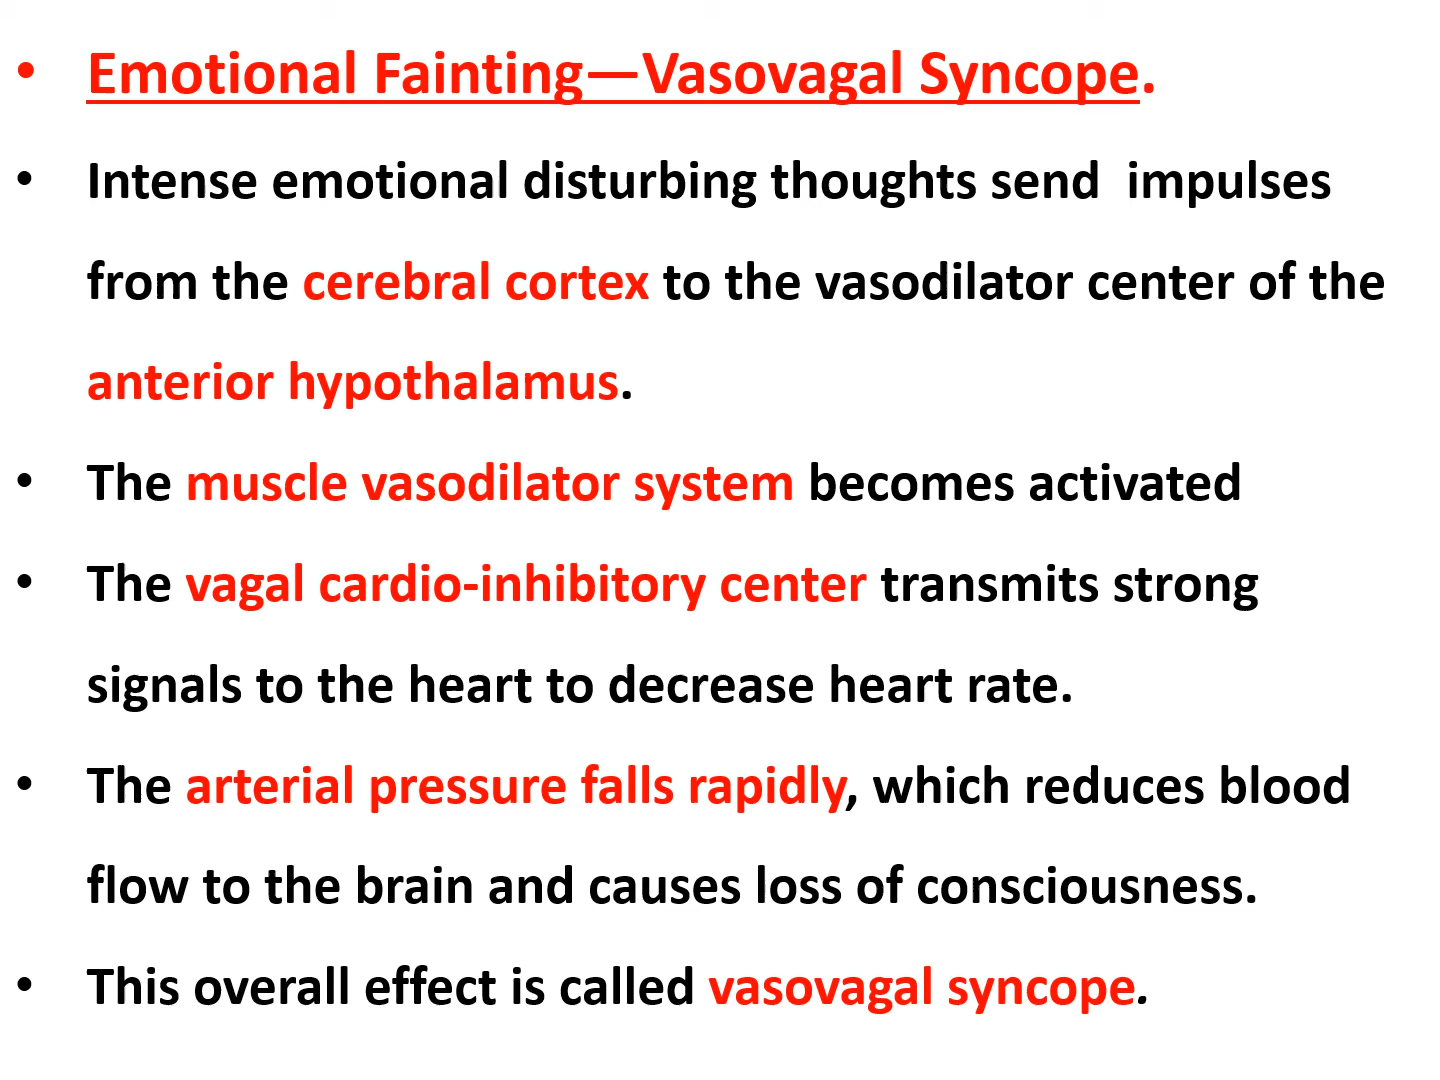 • Emotional Fainting—Vasovagal Syncope.
• Intense emotional disturbing thoughts send  impulses
from the cerebral cortex to the vasodilator center of the
anterior hypothalamus.
• The muscle vasodilator system becomes activated
• The vagal cardio-inhibitory center transmits strong
signals to the heart to decrease heart rate.
• The arterial pressure falls rapidly, which reduces blood
flow to the brain and causes loss of consciousness.
• This overall effect is called vasovagal syncope.